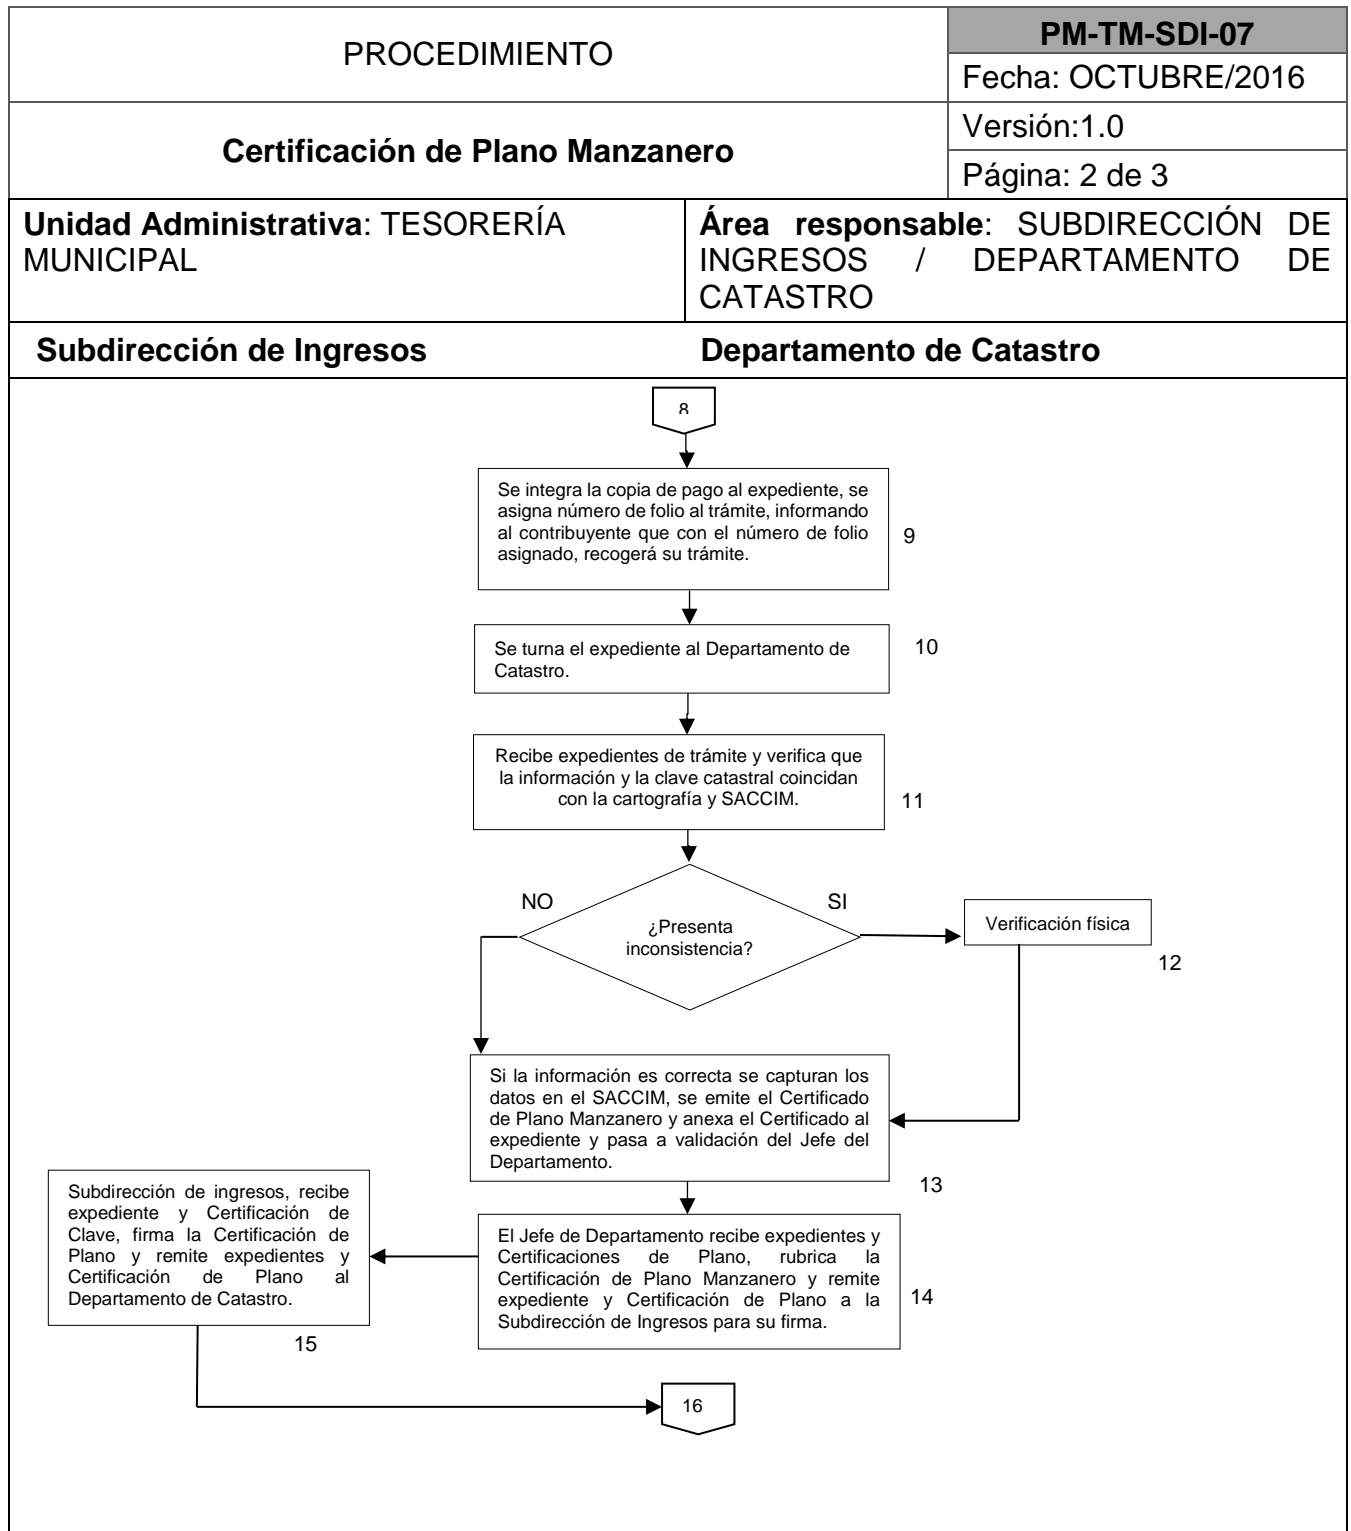 PROCEDIMIENTO
PM-TM-SDI-07
Fecha: OCTUBRE/2016
Certificación de Plano Manzanero
Versión:1.0
Página: 2 de 3
Unidad Administrativa: TESORERÍA
MUNICIPAL
Área responsable: SUBDIRECCIÓN DE
INGRESOS / DEPARTAMENTO DE
CATASTRO
Subdirección de Ingresos
Departamento de Catastro
8
Se integra la copia de pago al expediente, se
asigna número de folio al trámite, informando
al contribuyente que con el número de folio
asignado, recogerá su trámite.
9
Se turna el expediente al Departamento de
Catastro.
10
Recibe expedientes de trámite y verifica que
la información y la clave catastral coincidan
con la cartografía y SACCIM.
11
NO
SI
¿Presenta
inconsistencia?
Verificación física
12
Si la información es correcta se capturan los
datos en el SACCIM, se emite el Certificado
de Plano Manzanero y anexa el Certificado al
expediente y pasa a validación del Jefe del
Departamento.
13
El Jefe de Departamento recibe expedientes y
Certificaciones de Plano, rubrica la
Certificación de Plano Manzanero y remite
expediente y Certificación de Plano a la
Subdirección de Ingresos para su firma.
14
Subdirección de ingresos, recibe
expediente y Certificación de
Clave, firma la Certificación de
Plano y remite expedientes y
Certificación de Plano al
Departamento de Catastro.
15
16